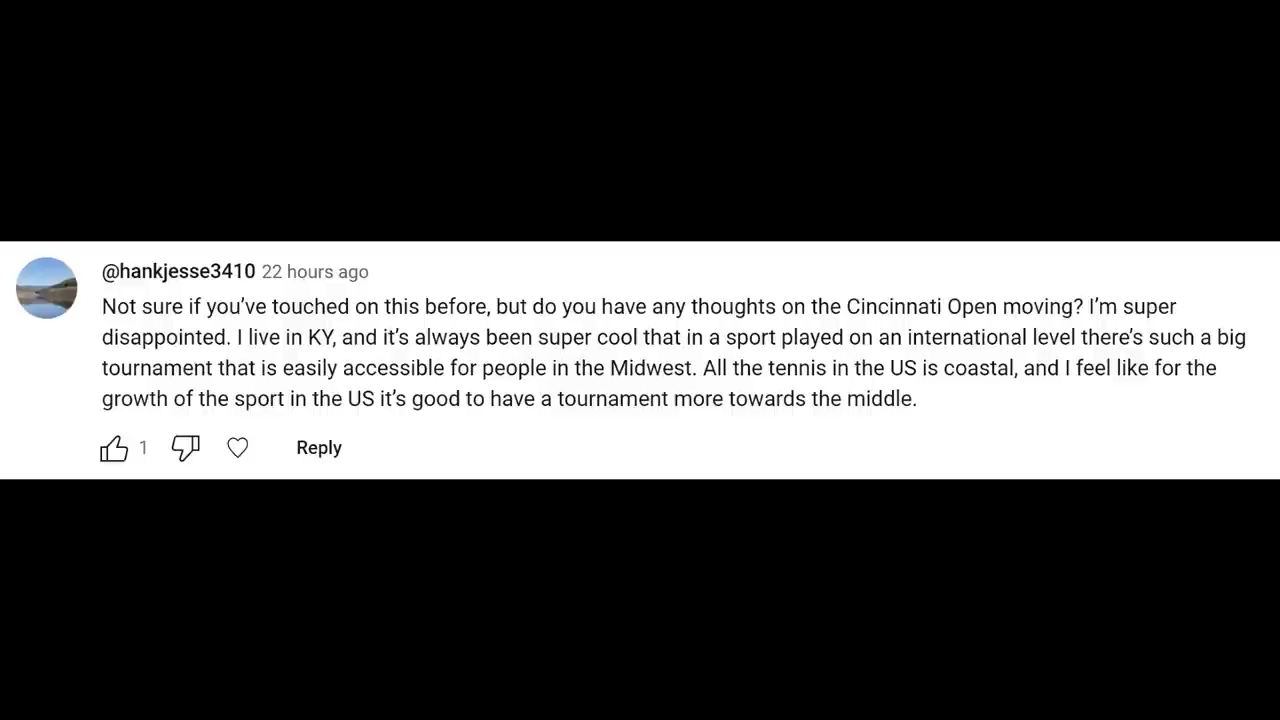 @hankjesse3410 22 hours ago
Not sure if you’ve touched on this before, but do you have any thoughts on the Cincinnati Open moving? I’m super
disappointed. I live in KY, and it’s always been super cool that in a sport played on an international level there’s such a big
tournament that is easily accessible for people in the Midwest. All the tennis in the US is coastal, and I feel like for the
growth of the sport in the US it’s good to have a tournament more towards the middle.
1 Reply